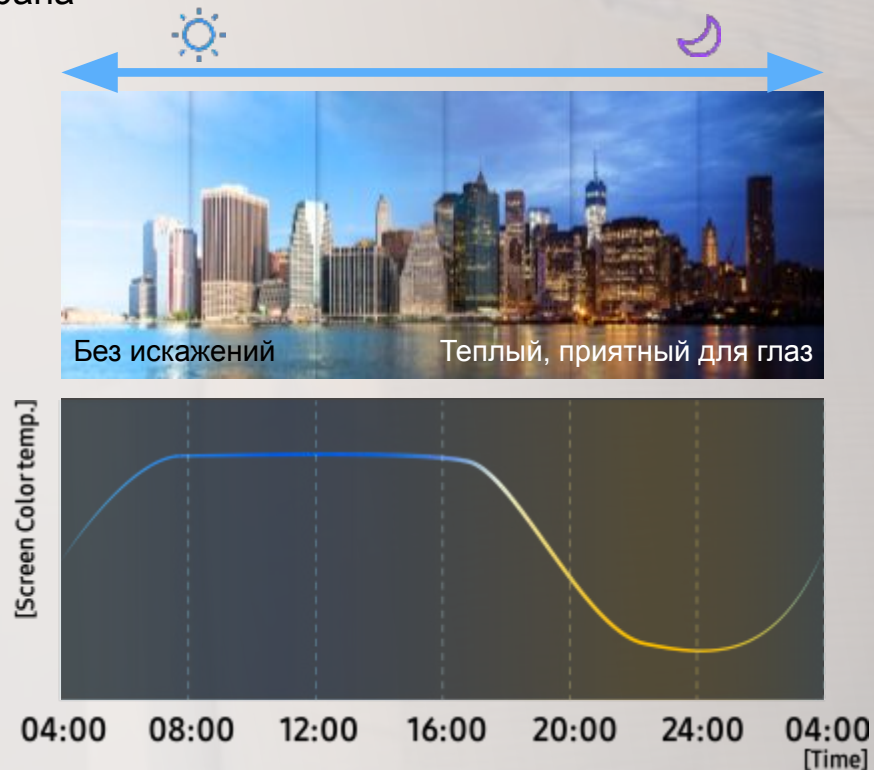 Без искажений
Теплый, приятный для глаз
[Screen Color temp.]
04:00 08:00 12:00 16:00 20:00 24:00 04:00
[Time]